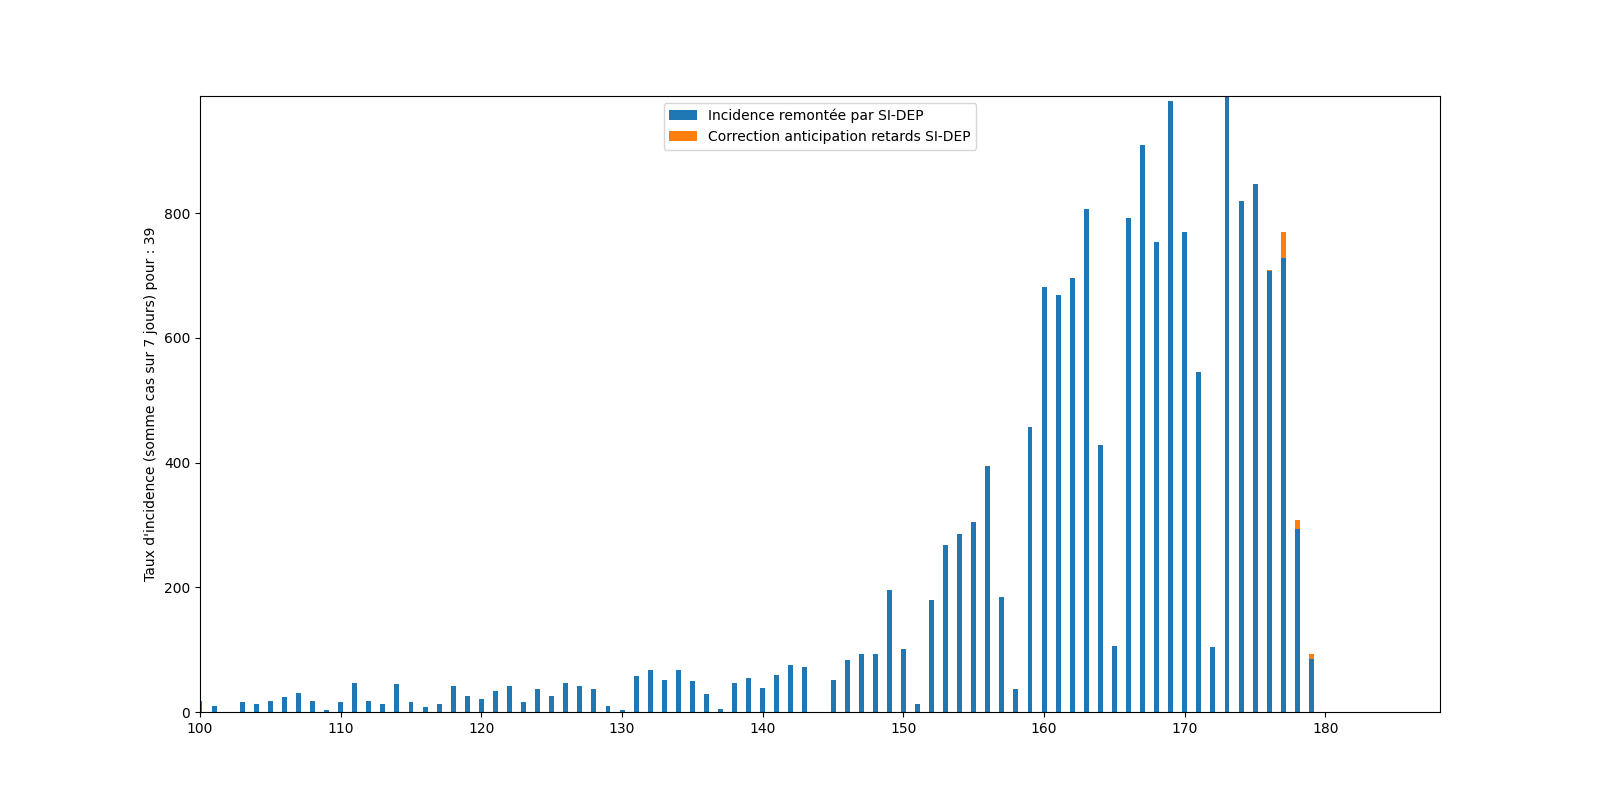 Incidence remontée par SI-DEP
Correction anticipation retards SI-DEP
Taux d'incidence (somme cas sur 7 jours) pour : 39
800
600
400
200
0
100 110 120 130 140 150 160 170 180